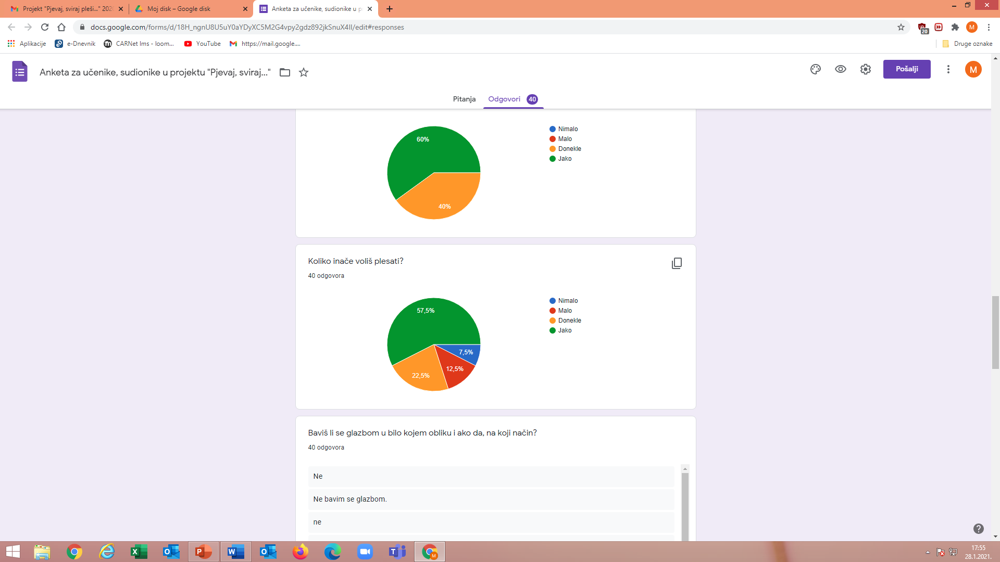 Projekt "Pjevaj, sviraj pleši..." 202
Moj disk – Google disk
Anketa za učenike, sudionike u p
docs.google.com/forms/d/18H_ngnU8U5uY0aYDyXC5M2G4vpy2gdz892jkSnuX4lI/edit#responses
20
M
Aplikacije
e-Dnevnik
CARNet lms - loom...
YouTube
https://mail.google....
Druge oznake
Anketa za učenike, sudionike u projektu "Pjevaj, sviraj..."
Pošalji
M
Pitanja
Odgovori 40
60%
40%
Nimalo
Malo
Donekle
Jako
Koliko inače voliš plesati?
40 odgovora
57,5%
7,5%
12,5%
22,5%
Nimalo
Malo
Donekle
Jako
Baviš li se glazbom u bilo kojem obliku i ako da, na koji način?
40 odgovora
Ne
Ne bavim se glazbom.
ne
17:55
28.1.2021.